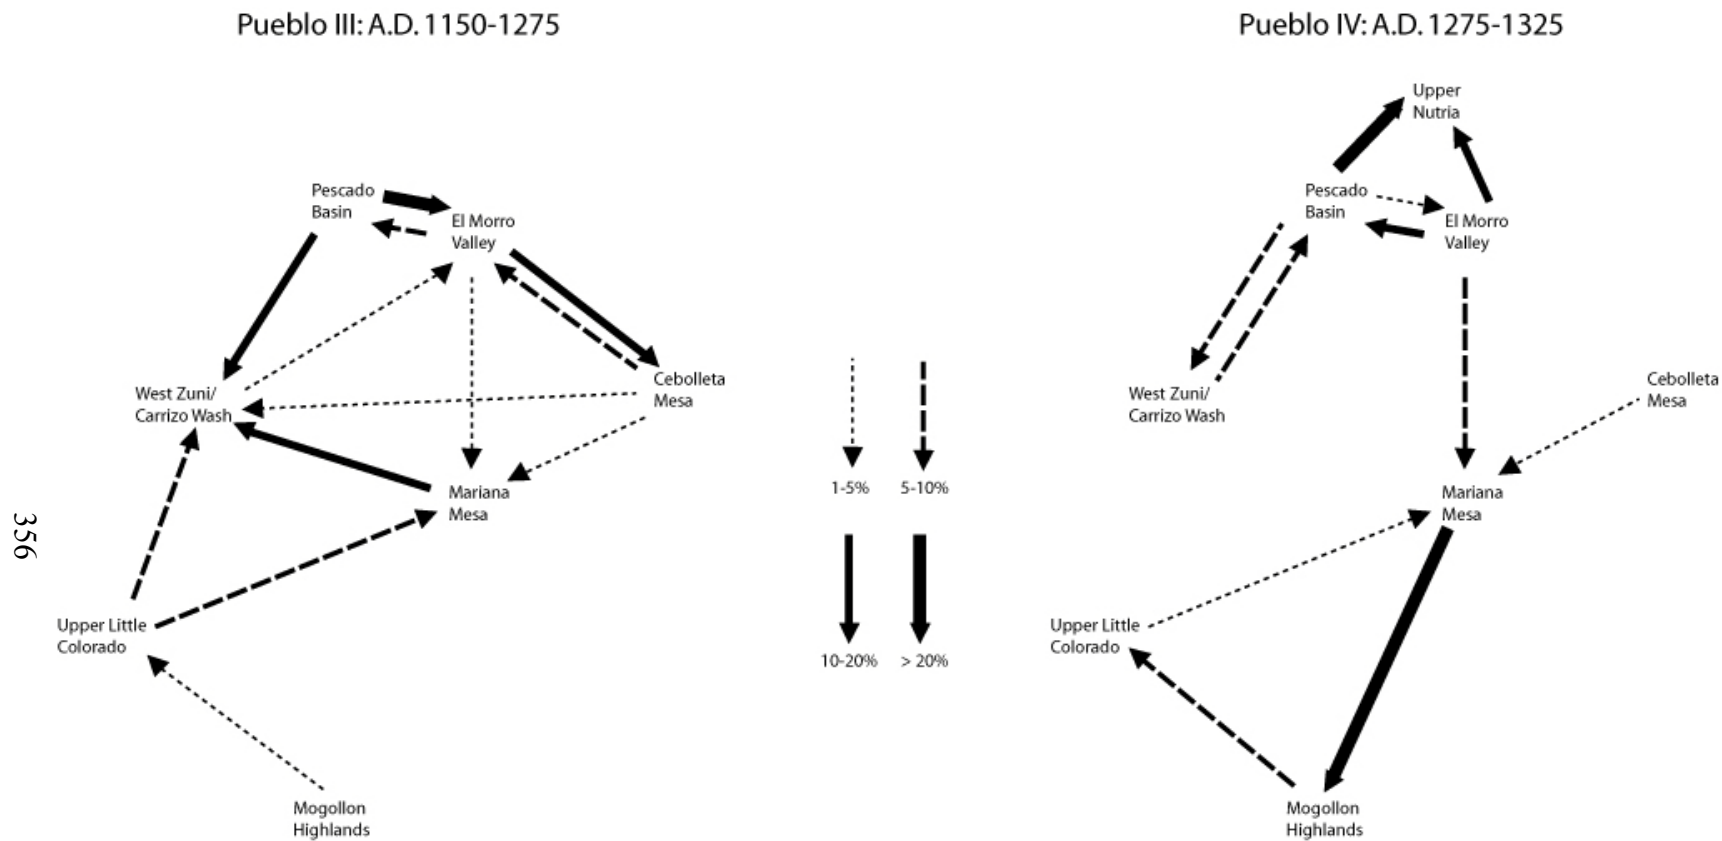 Pueblo III: A.D. 1150-1275
Pescado
Basin
El Morro
Valley
West Zuni/
Carrizo Wash
Cebolleta
Mesa
Mariana
Mesa
Upper Little
Colorado
Mogollon
Highlands
356
1-5%
5-10%
10-20%
> 20%
Pueblo IV: A.D. 1275-1325
Upper
Nutria
Pescado
Basin
El Morro
Valley
West Zuni/
Carrizo Wash
Cebolleta
Mesa
Mariana
Mesa
Upper Little
Colorado
Mogollon
Highlands